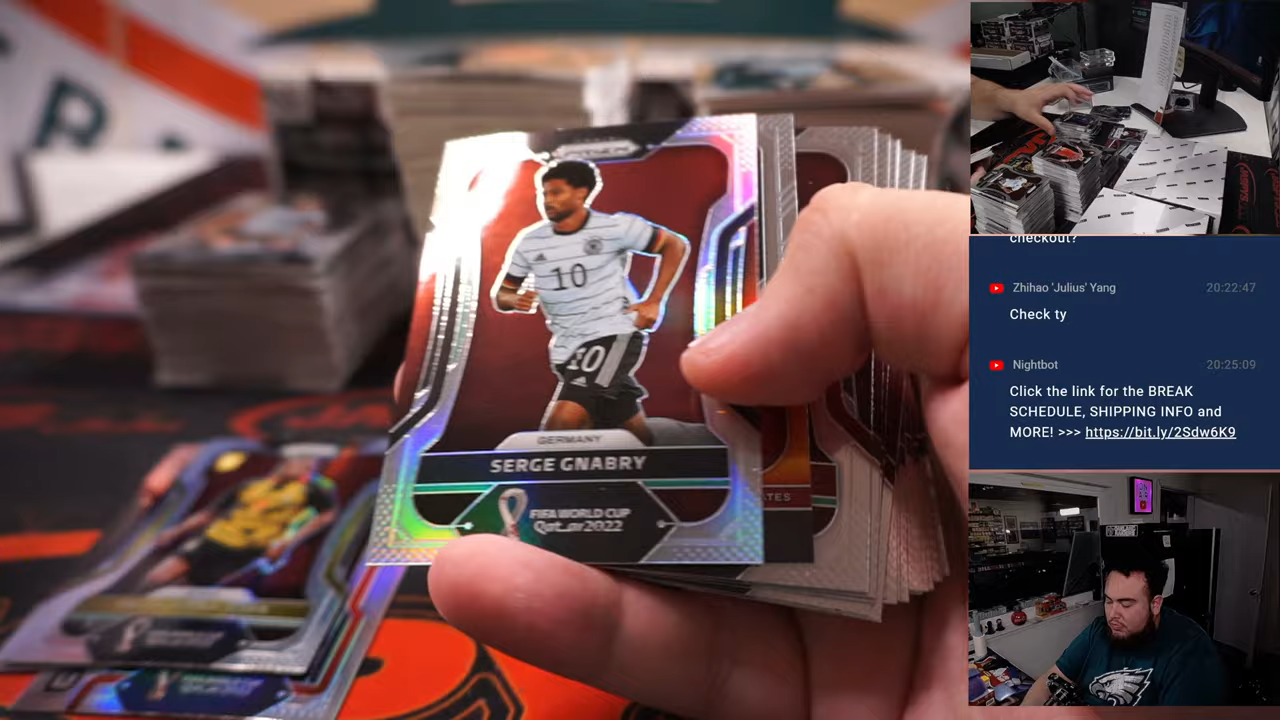 10
10
GERMANY
SERGE GNABRY
FIFA WORLD CUP
Qatar2022
ATES
checkout?
Zhihao 'Julius' Yang
20:22:47
Check ty
Nightbot
20:25:09
Click the link for the BREAK
SCHEDULE, SHIPPING INFO and
MORE! >>> https://bit.ly/2Sdw6K9